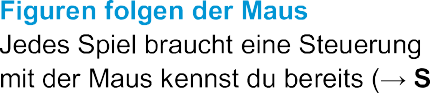 Figuren folgen der Maus
Jedes Spiel braucht eine Steuerung
mit der Maus kennst du bereits (→ S